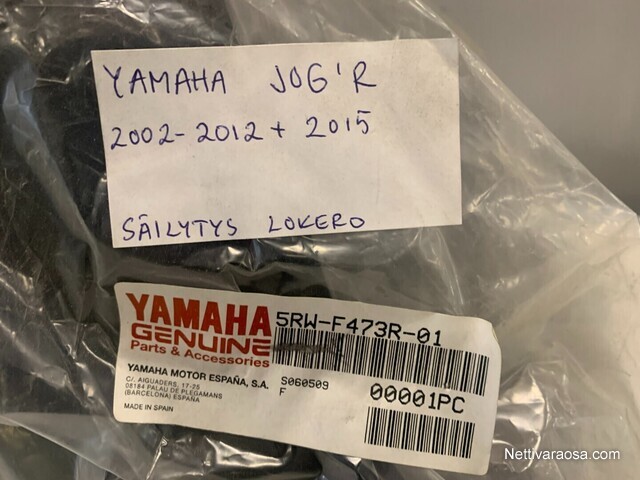 YAMAHA JOG'R
2002-2012 + 2015
SÄILYTYS LOKERO
YAMAHA
GENUINE
Parts & Accessories
5RW-F473R-01
YAMAHA MOTOR ESPAÑA, S.A.
C/. AIGUADERS, 17-25
08184 PALAU DE PLEGAMANS
(BARCELONA) ESPAÑA
MADE IN SPAIN
S060509
F
00001PC
Nettivaraosa.com